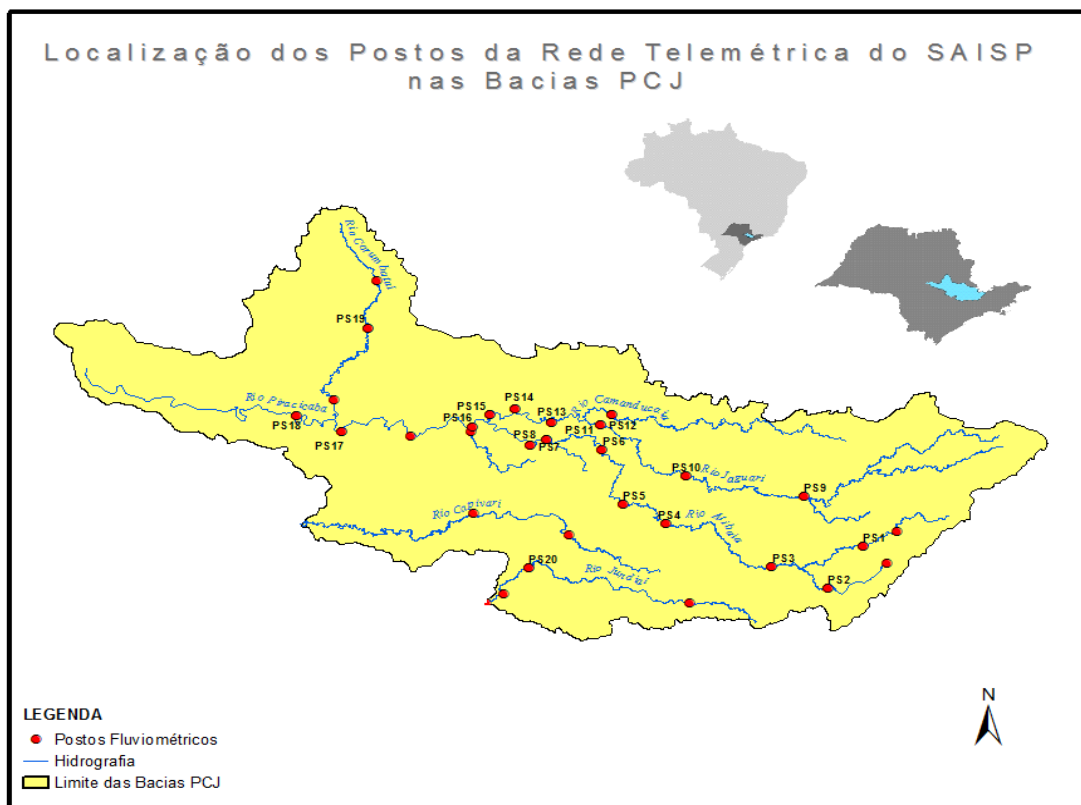 Localização dos Postos da Rede Telemétrica do SAISP
nas Bacias PCJ
Rio Corumbataí
PS19
Rio Piracicaba
PS18
PS17
PS16
PS15
PS14
PS13
Rio Camanducaia
PS12
PS11
PS8
PS7
PS6
PS10
Rio Jaguari
PS9
PS5
PS4
Rio Atibaia
PS3
PS1
PS2
Rio Capivari
PS20
Rio Jundiaí
N
LEGENDA
Postos Fluviométricos
Hidrografia
Limite das Bacias PCJ